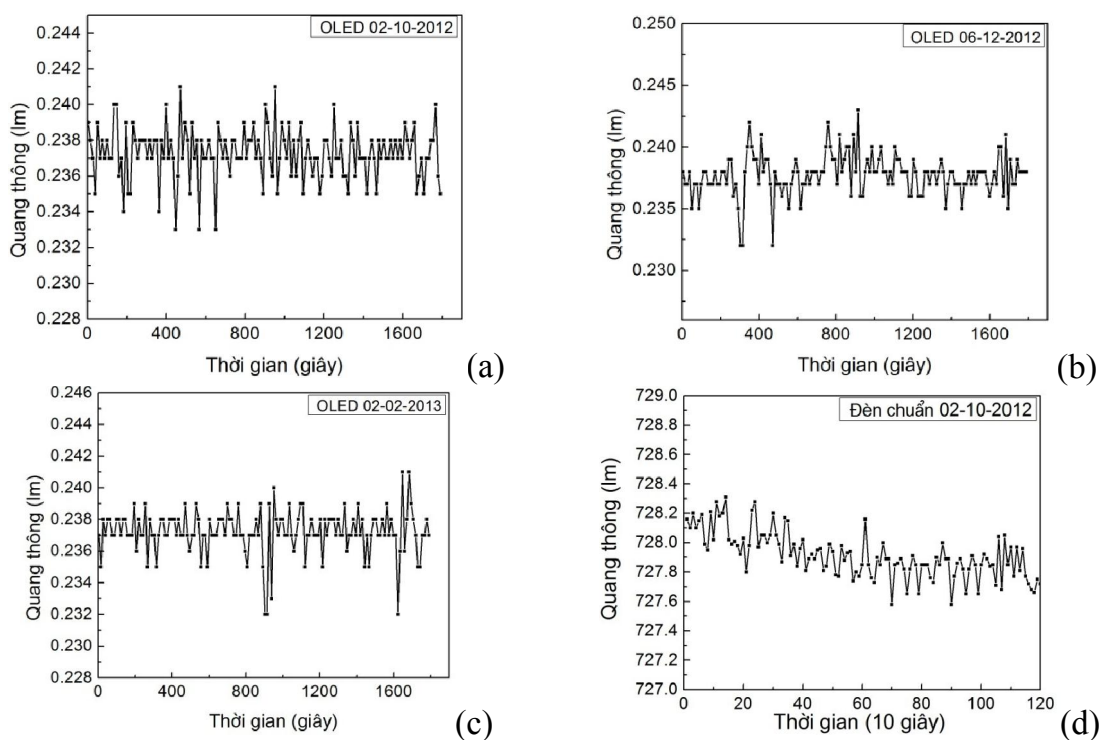 OLED 02-10-2012
Quang thông (lm)
0.244
0.242
0.240
0.238
0.236
0.234
0.232
0.230
0.228
0 400 800 1200 1600
Thời gian (giây)
(a)
OLED 06-12-2012
Quang thông (lm)
0.250
0.245
0.240
0.235
0.230
0 400 800 1200 1600
Thời gian (giây)
(b)
OLED 02-02-2013
Quang thông (lm)
0.246
0.244
0.242
0.240
0.238
0.236
0.234
0.232
0.230
0.228
0 400 800 1200 1600
Thời gian (giây)
(c)
Đèn chuẩn 02-10-2012
Quang thông (lm)
729.0
728.8
728.6
728.4
728.2
728.0
727.8
727.6
727.4
727.2
727.0
0 20 40 60 80 100 120
Thời gian (10 giây)
(d)